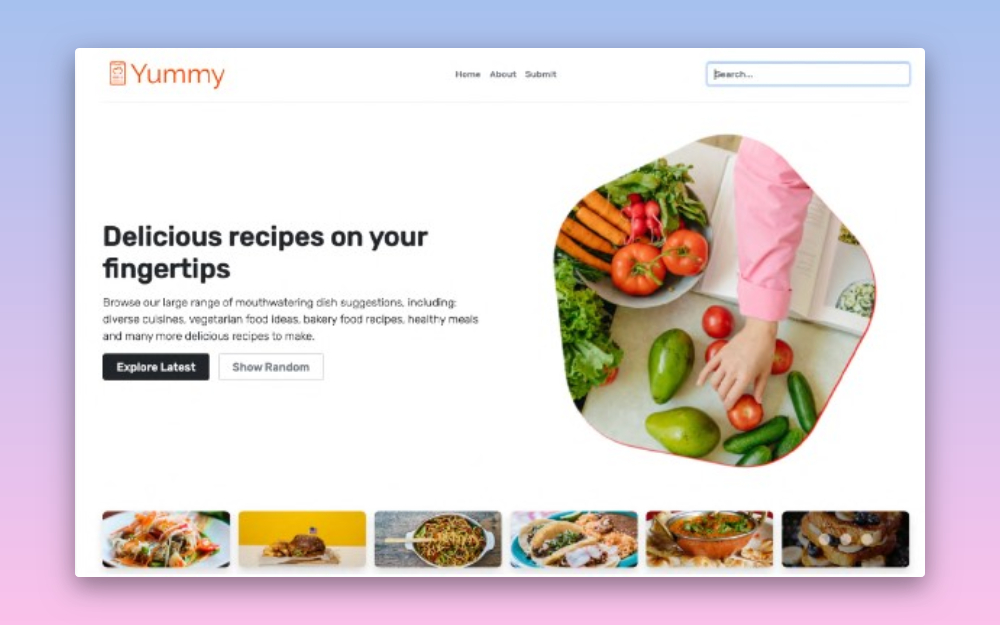 Yummy
Home About Submit
Search...
Delicious recipes on your
fingertips
Browse our large range of mouthwatering dish suggestions, including:
diverse cuisines, vegetarian food ideas, bakery food recipes, healthy meals
and many more delicious recipes to make.
Explore Latest Show Random